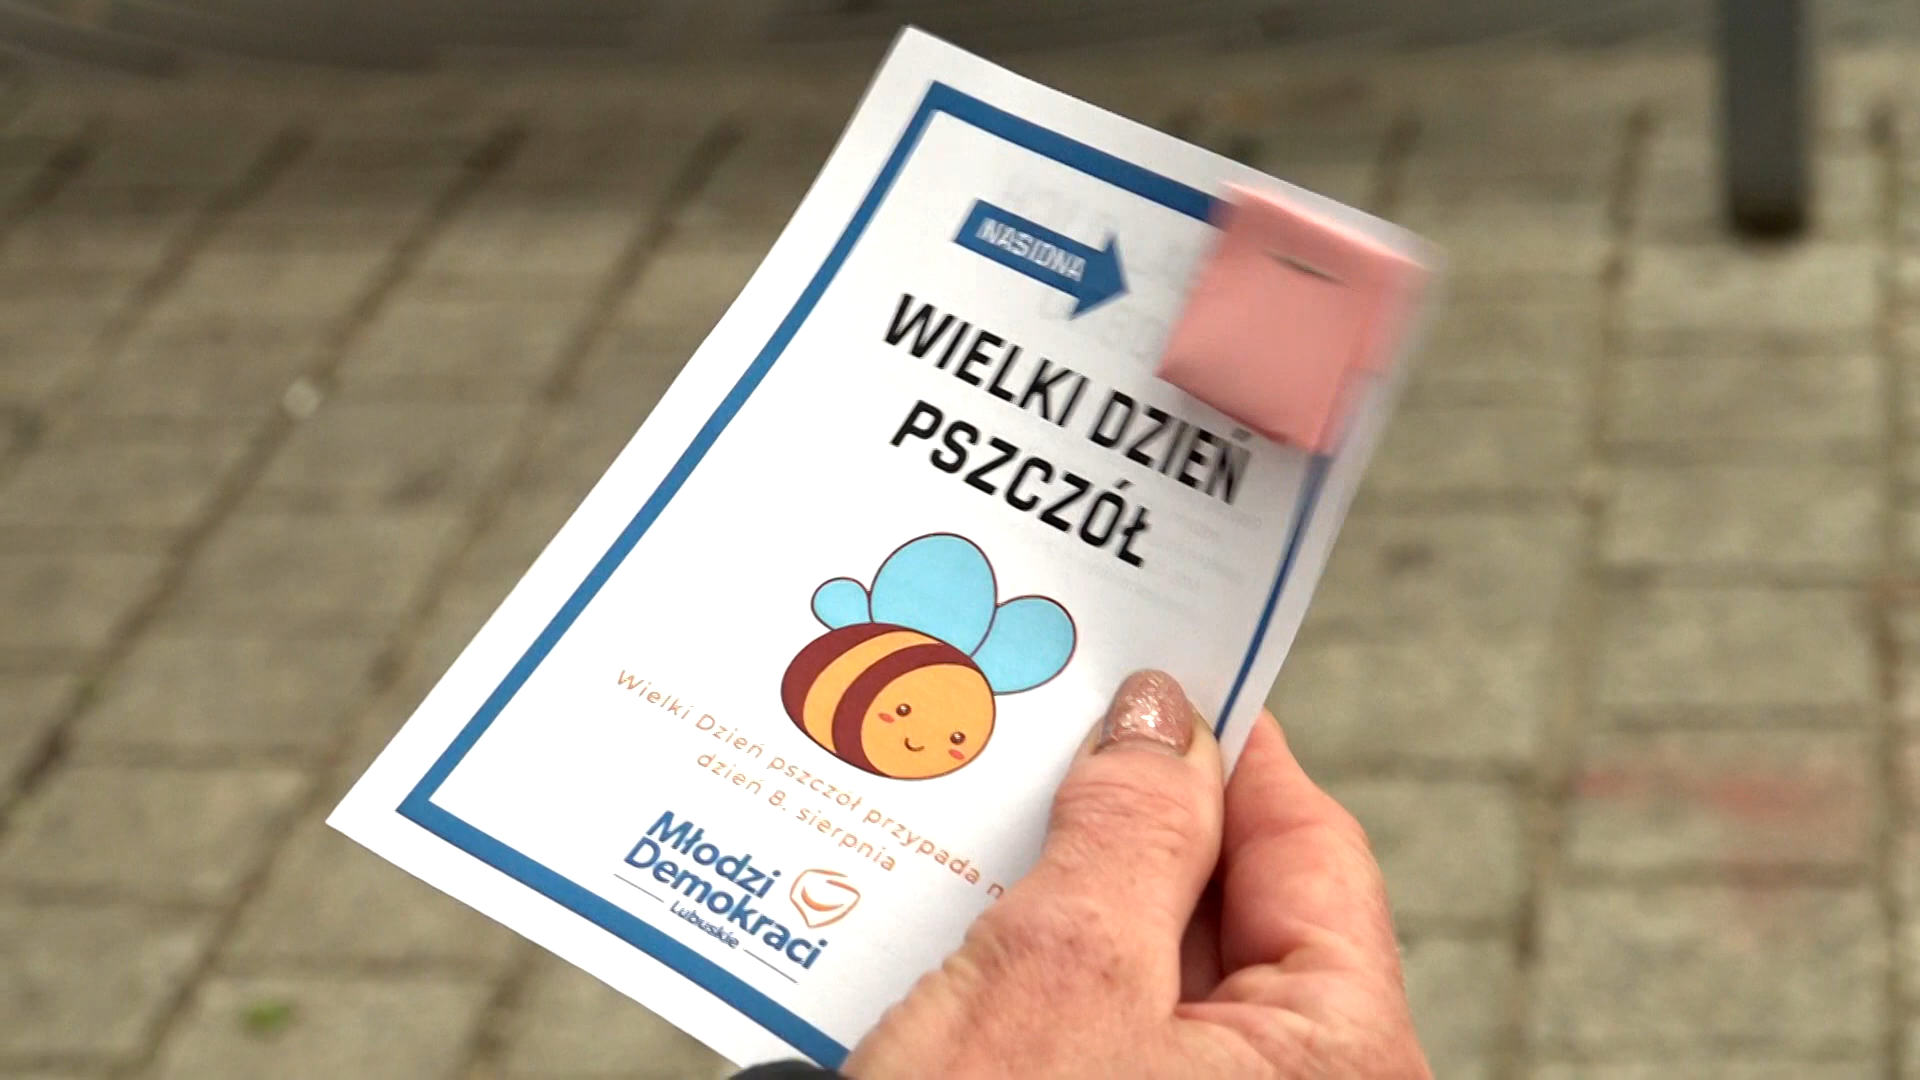 NASIONA
WIELKI DZIEŃ
PSZCZÓŁ
Wielki Dzień pszczół przypada n
dzień 8. sierpnia
Młodzi
Demokraci
Lubuskie